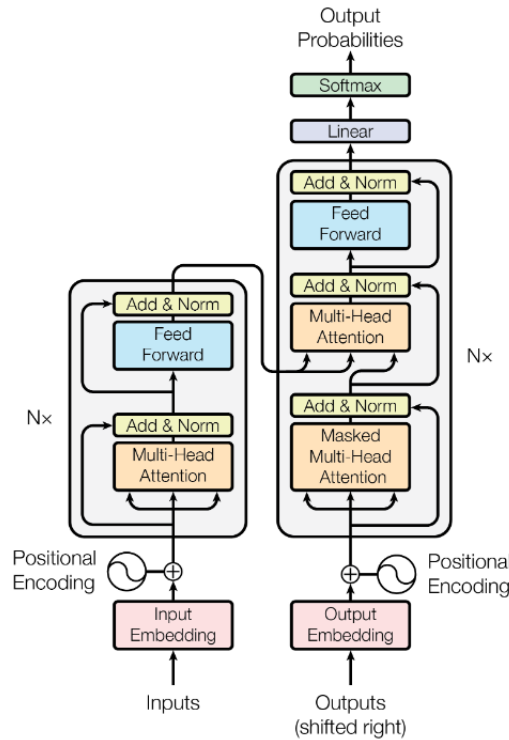 Output
Probabilities
Softmax
Linear
Add & Norm
Feed
Forward
Add & Norm
Multi-Head
Attention
Add & Norm
Masked
Multi-Head
Attention
Nx
Positional
Encoding
Output
Embedding
Outputs
(shifted right)
Add & Norm
Feed
Forward
Add & Norm
Multi-Head
Attention
Nx
Positional
Encoding
Input
Embedding
Inputs